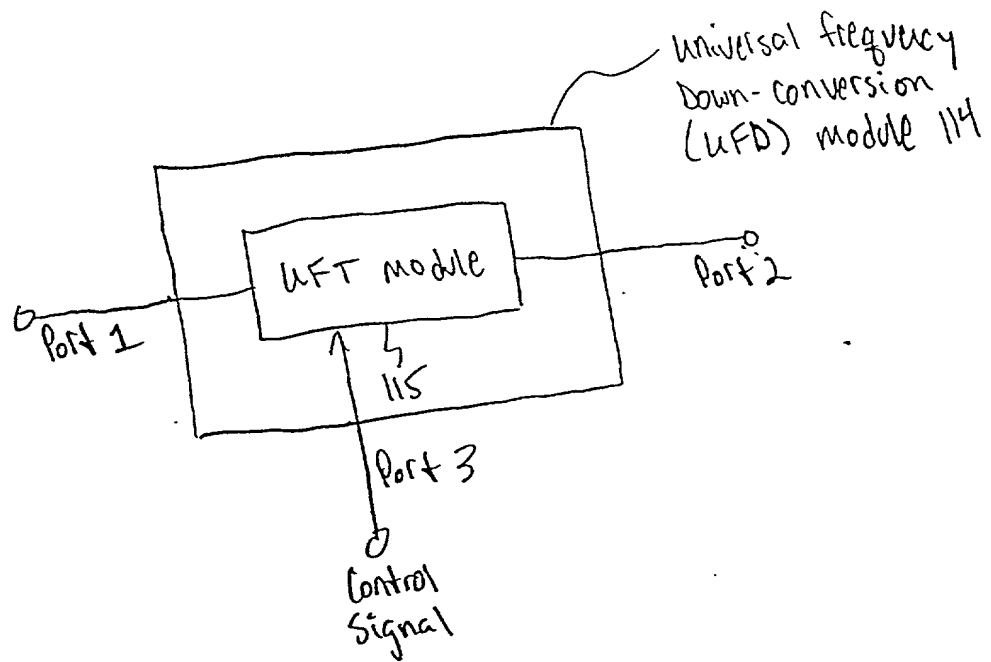 Universal frequency
Down-conversion
(UFD) module 114
UFT module
Port 2
Port 1
115
Port 3
Control
Signal